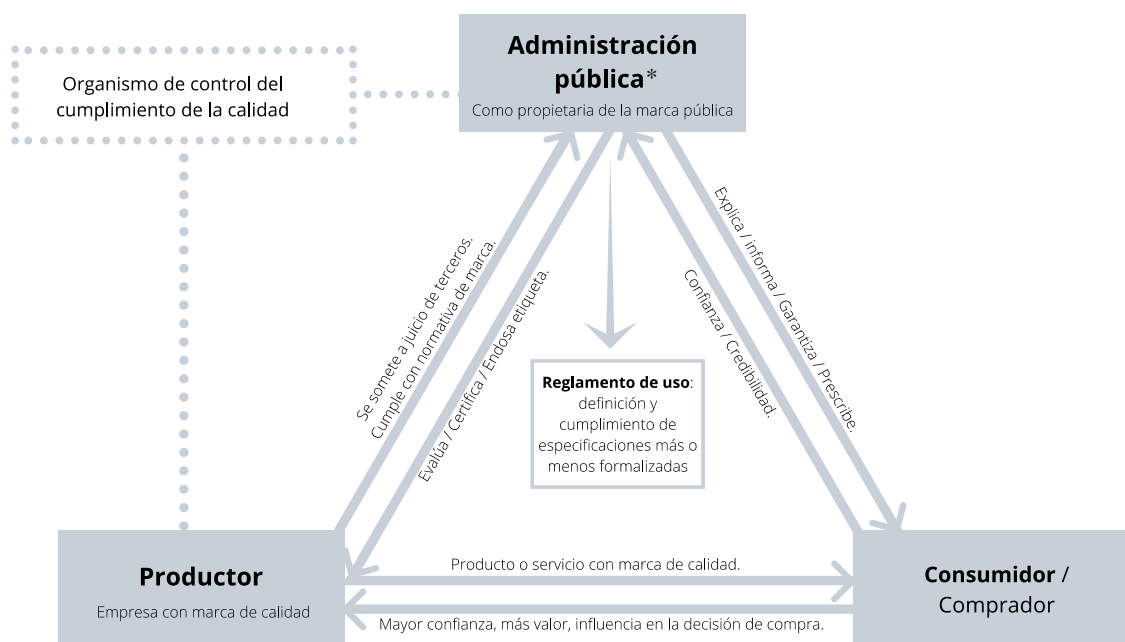 Administración
pública*
Como propietaria de la marca pública
Organismo de control del
cumplimiento de la calidad
Se somete a juicio de terceros.
Cumple con normativa de marca.
Evalúa / Certifica / Endosa etiqueta.
Explica / informa / Garantiza / Prescribe.
Confianza / Credibilidad.
Reglamento de uso:
definición y
cumplimiento de
especificaciones más o
menos formalizadas
Productor
Empresa con marca de calidad
Producto o servicio con marca de calidad.
Mayor confianza, más valor, influencia en la decisión de compra.
Consumidor /
Comprador